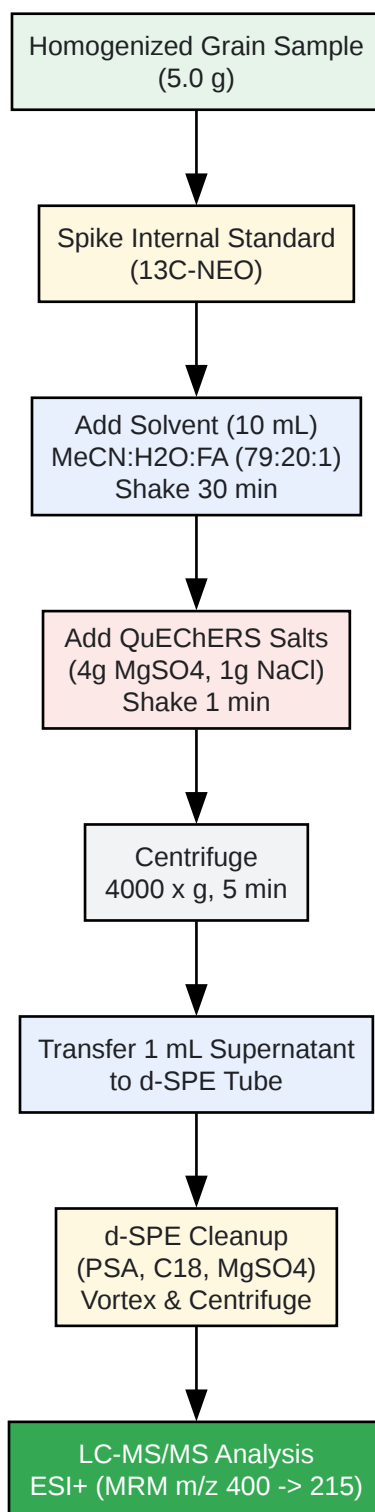 Homogenized Grain Sample
(5.0 g)
Spike Internal Standard
(13C-NEO)
Add Solvent (10 mL)
MeCN:H2O:FA (79:20:1)
Shake 30 min
Add QuEChERS Salts
(4g MgSO4, 1g NaCl)
Shake 1 min
Centrifuge
4000 x g, 5 min
Transfer 1 mL Supernatant
to d-SPE Tube
d-SPE Cleanup
(PSA, C18, MgSO4)
Vortex & Centrifuge
LC-MS/MS Analysis
ESI+ (MRM m/z 400 -> 215)